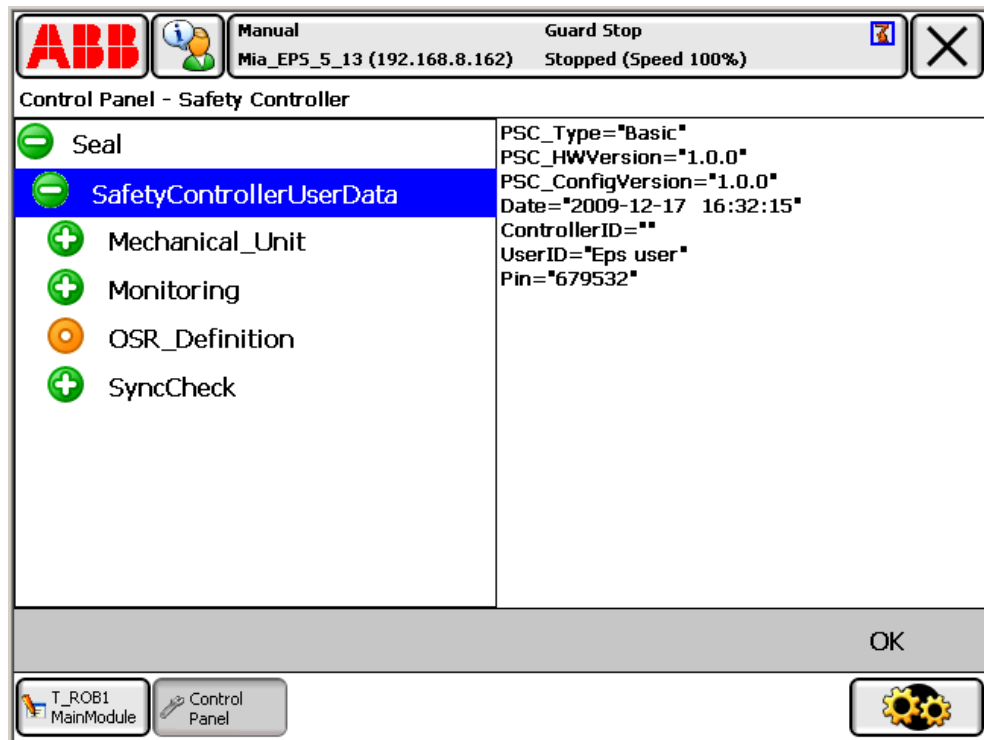 ABB
Manual
Guard Stop
Mia_EPS_5_13 (192.168.8.162)
Stopped (Speed 100%)
Control Panel - Safety Controller
Seal
SafetyControllerUserData
Mechanical_Unit
Monitoring
OSR_Definition
SyncCheck
PSC_Type="Basic"
PSC_HWVersion="1.0.0"
PSC_ConfigVersion="1.0.0"
Date="2009-12-17  16:32:15"
ControllerID=""
UserID="Eps user"
Pin="679532"
OK
T_ROB1
MainModule
Control
Panel